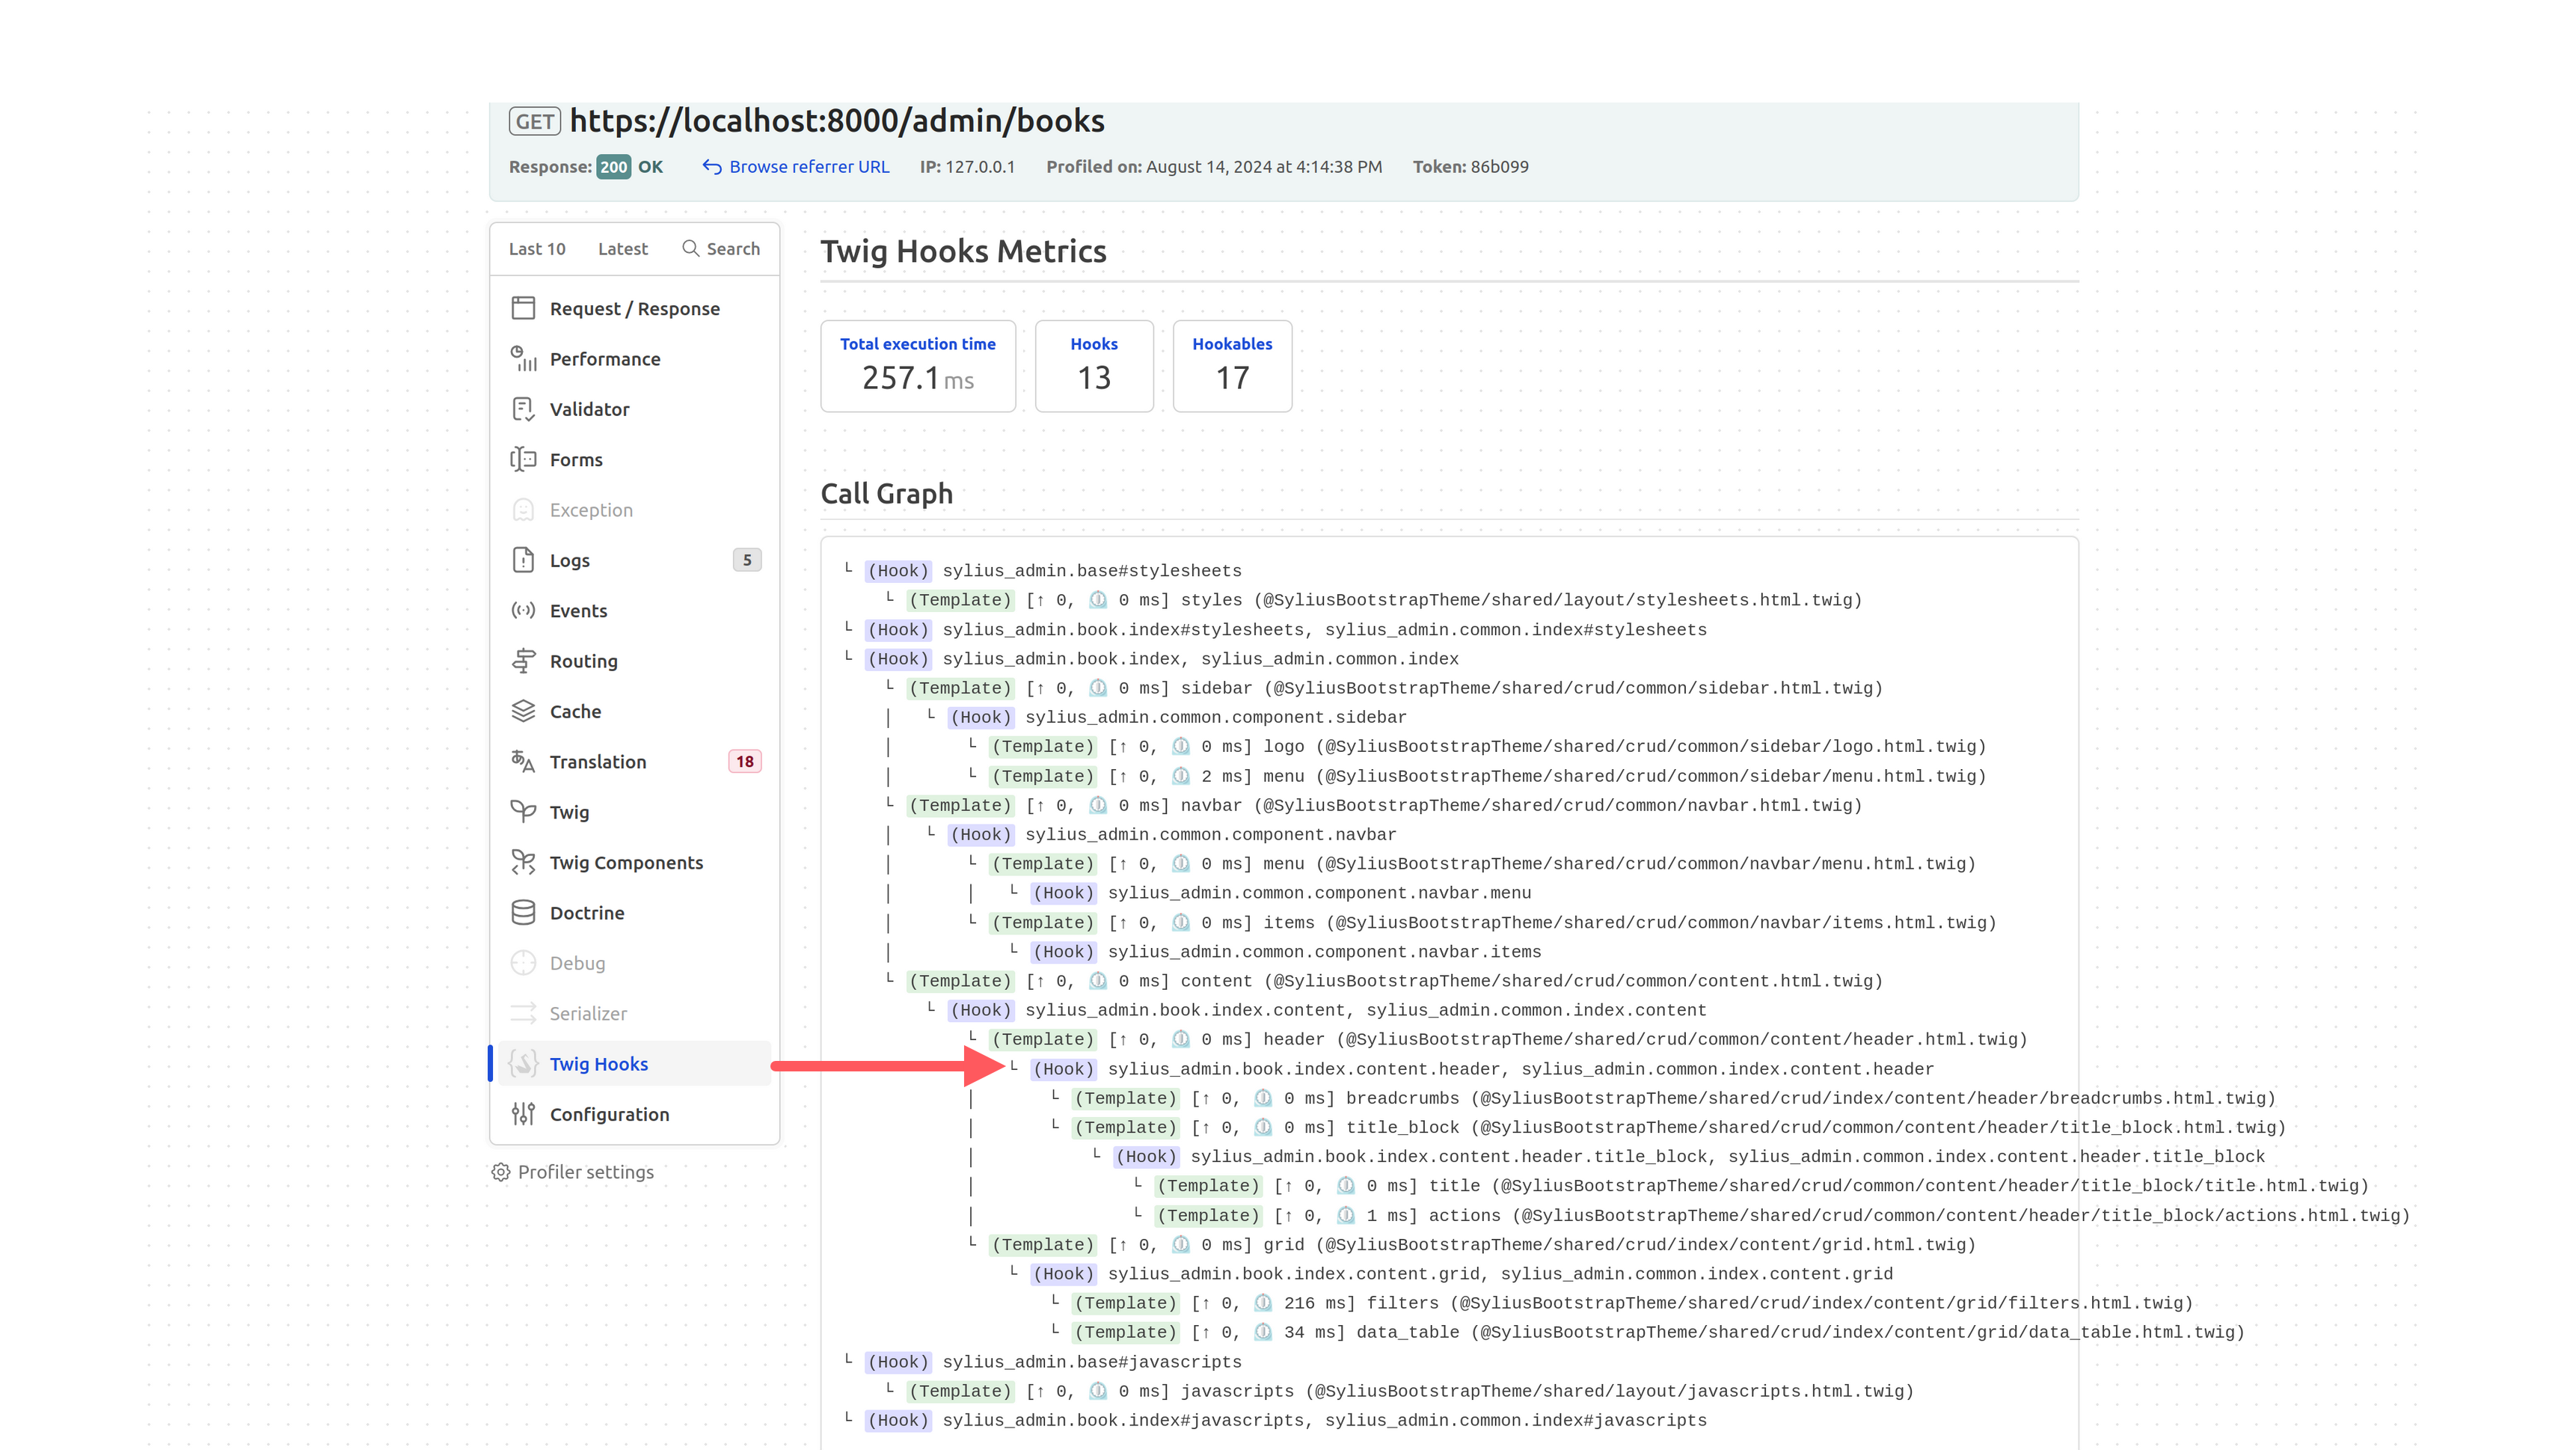 GET https://localhost:8000/admin/books
Response: 200 OK Browse referrer URL IP: 127.0.0.1 Profiled on: August 14, 2024 at 4:14:38 PM Token: 86b099
Last 10 Latest Search
Request / Response
Performance
Validator
Forms
Exception
Logs 5
Events
Routing
Cache
Translation 18
Twig
Twig Components
Doctrine
Debug
Serializer
Twig Hooks
Configuration
Profiler settings
Twig Hooks Metrics
Total execution time
257.1 ms
Hooks
13
Hookables
17
Call Graph
└ (Hook) sylius_admin.base#stylesheets
└ (Template) [↑ 0, ⏲ 0 ms] styles (@SyliusBootstrapTheme/shared/layout/stylesheets.html.twig)
└ (Hook) sylius_admin.book.index#stylesheets, sylius_admin.common.index#stylesheets
└ (Hook) sylius_admin.book.index, sylius_admin.common.index
└ (Template) [↑ 0, ⏲ 0 ms] sidebar (@SyliusBootstrapTheme/shared/crud/common/sidebar.html.twig)
│ └ (Hook) sylius_admin.common.component.sidebar
│ └ (Template) [↑ 0, ⏲ 0 ms] logo (@SyliusBootstrapTheme/shared/crud/common/sidebar/logo.html.twig)
│ └ (Template) [↑ 0, ⏲ 2 ms] menu (@SyliusBootstrapTheme/shared/crud/common/sidebar/menu.html.twig)
└ (Template) [↑ 0, ⏲ 0 ms] navbar (@SyliusBootstrapTheme/shared/crud/common/navbar.html.twig)
│ └ (Hook) sylius_admin.common.component.navbar
│ └ (Template) [↑ 0, ⏲ 0 ms] menu (@SyliusBootstrapTheme/shared/crud/common/navbar/menu.html.twig)
│ │ └ (Hook) sylius_admin.common.component.navbar.menu
│ └ (Template) [↑ 0, ⏲ 0 ms] items (@SyliusBootstrapTheme/shared/crud/common/navbar/items.html.twig)
│ └ (Hook) sylius_admin.common.component.navbar.items
└ (Template) [↑ 0, ⏲ 0 ms] content (@SyliusBootstrapTheme/shared/crud/common/content.html.twig)
└ (Hook) sylius_admin.book.index.content, sylius_admin.common.index.content
└ (Template) [↑ 0, ⏲ 0 ms] header (@SyliusBootstrapTheme/shared/crud/common/content/header.html.twig)
└ (Hook) sylius_admin.book.index.content.header, sylius_admin.common.index.content.header
│ └ (Template) [↑ 0, ⏲ 0 ms] breadcrumbs (@SyliusBootstrapTheme/shared/crud/index/content/header/breadcrumbs.html.twig)
│ └ (Template) [↑ 0, ⏲ 0 ms] title_block (@SyliusBootstrapTheme/shared/crud/common/content/header/title_block.html.twig)
│ └ (Hook) sylius_admin.book.index.content.header.title_block, sylius_admin.common.index.content.header.title_block
│ └ (Template) [↑ 0, ⏲ 0 ms] title (@SyliusBootstrapTheme/shared/crud/common/content/header/title_block/title.html.twig)
│ └ (Template) [↑ 0, ⏲ 1 ms] actions (@SyliusBootstrapTheme/shared/crud/common/content/header/title_block/actions.html.twig)
└ (Template) [↑ 0, ⏲ 0 ms] grid (@SyliusBootstrapTheme/shared/crud/index/content/grid.html.twig)
└ (Hook) sylius_admin.book.index.content.grid, sylius_admin.common.index.content.grid
└ (Template) [↑ 0, ⏲ 216 ms] filters (@SyliusBootstrapTheme/shared/crud/index/content/grid/filters.html.twig)
└ (Template) [↑ 0, ⏲ 34 ms] data_table (@SyliusBootstrapTheme/shared/crud/index/content/grid/data_table.html.twig)
└ (Hook) sylius_admin.base#javascripts
└ (Template) [↑ 0, ⏲ 0 ms] javascripts (@SyliusBootstrapTheme/shared/layout/javascripts.html.twig)
└ (Hook) sylius_admin.book.index#javascripts, sylius_admin.common.index#javascripts